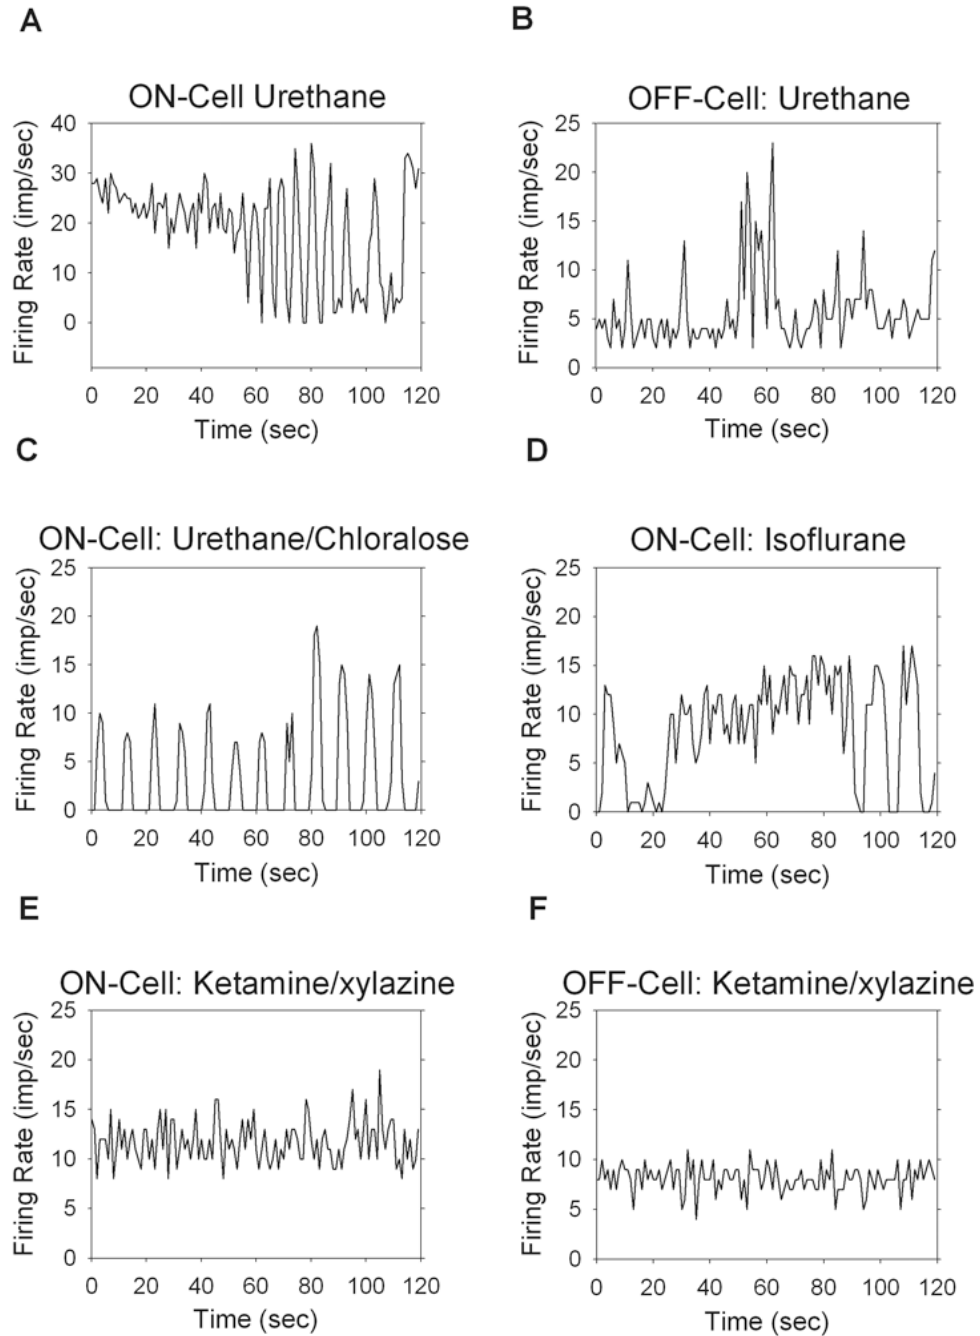 A
B
ON-Cell Urethane
OFF-Cell: Urethane
Firing Rate (imp/sec)
40
30
20
10
0
0 20 40 60 80 100 120
Time (sec)
Firing Rate (imp/sec)
25
20
15
10
5
0
0 20 40 60 80 100 120
Time (sec)
C
D
ON-Cell: Urethane/Chloralose
ON-Cell: Isoflurane
Firing Rate (imp/sec)
25
20
15
10
5
0
0 20 40 60 80 100 120
Time (sec)
Firing Rate (imp/sec)
25
20
15
10
5
0
0 20 40 60 80 100 120
Time (sec)
E
F
ON-Cell: Ketamine/xylazine
OFF-Cell: Ketamine/xylazine
Firing Rate (imp/sec)
25
20
15
10
5
0
0 20 40 60 80 100 120
Time (sec)
Firing Rate (imp/sec)
25
20
15
10
5
0
0 20 40 60 80 100 120
Time (sec)